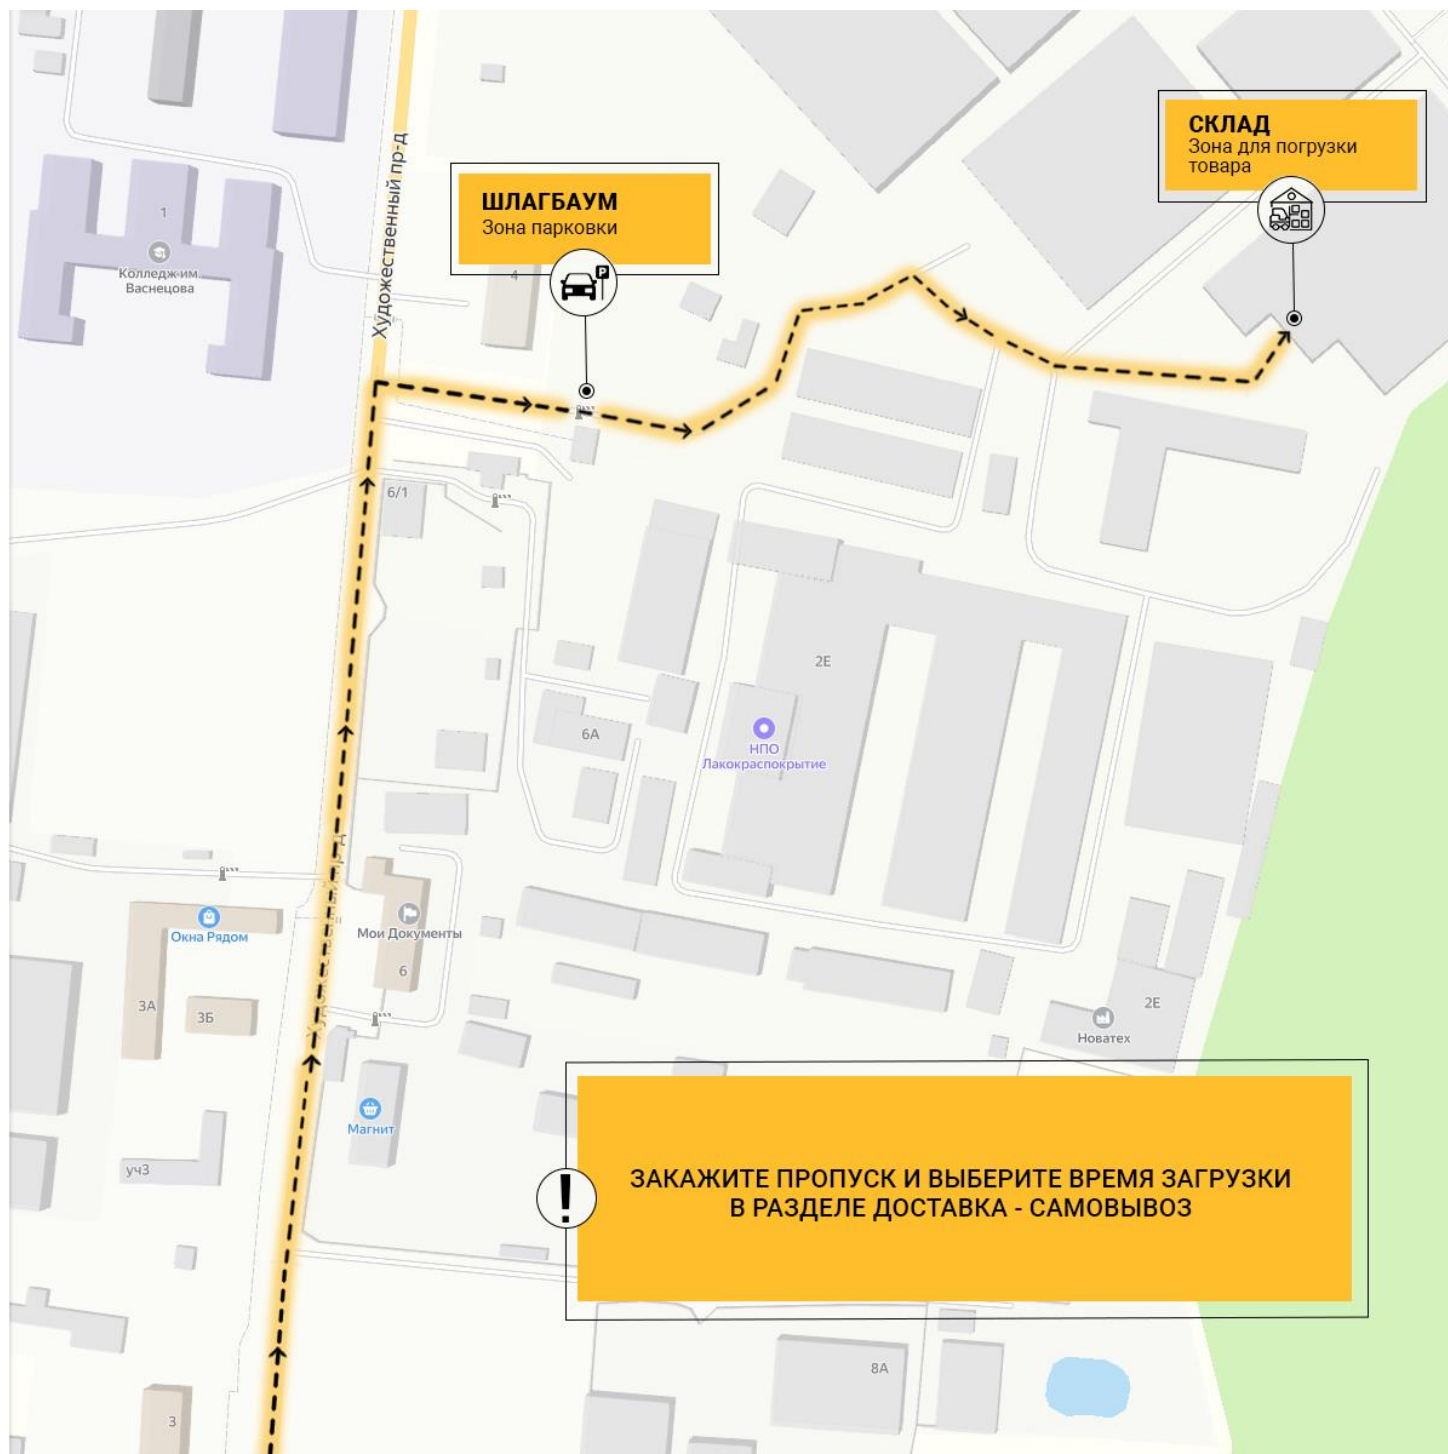 СКЛАД
Зона для погрузки
товара
Художественный пр-д
ШЛАГБАУМ
Зона парковки
1
Колледж им.
Васнецова
4
6/1
2Е
6А
НПО
Лакокраспокрытие
Художественный пр-д
Окна Рядом
Мои Документы
6
3А
3Б
2Е
Новатех
Магнит
уч3
ЗАКАЖИТЕ ПРОПУСК И ВЫБЕРИТЕ ВРЕМЯ ЗАГРУЗКИ
В РАЗДЕЛЕ ДОСТАВКА - САМОВЫВОЗ
8А
3